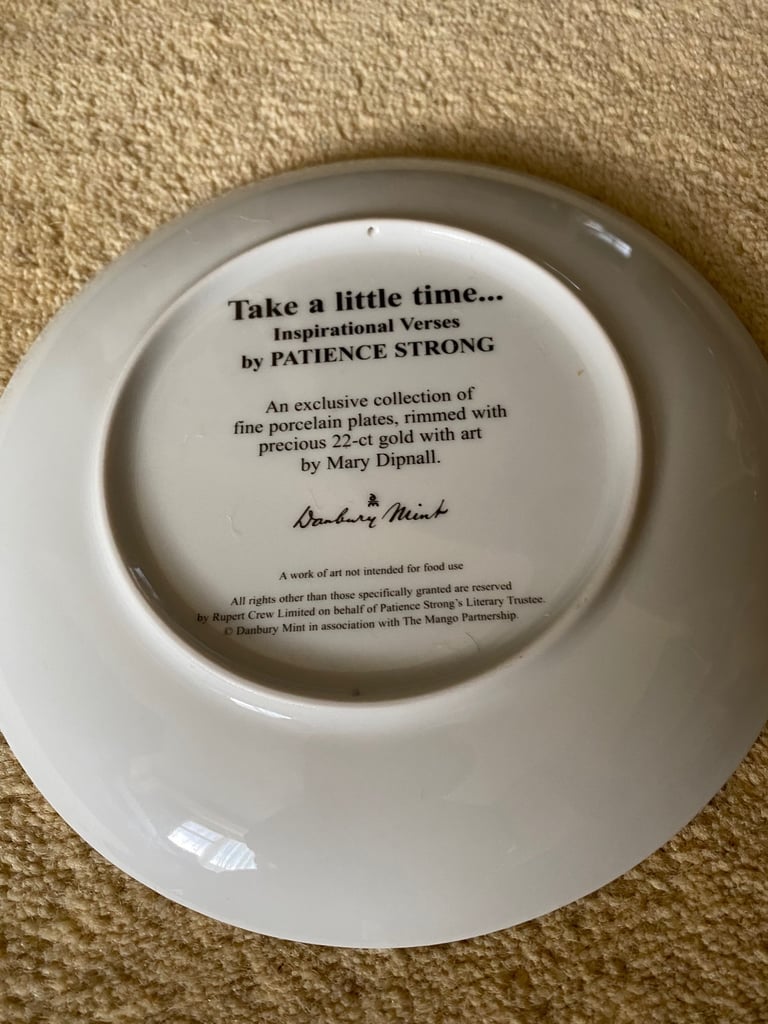 Take a little time...
Inspirational Verses
by PATIENCE STRONG
An exclusive collection of
fine porcelain plates, rimmed with
precious 22-ct gold with art
by Mary Dipnall.
Danbury Mint
A work of art not intended for food use
All rights other than those specifically granted are reserved
by Rupert Crew Limited on behalf of Patience Strong's Literary Trustee.
© Danbury Mint in association with The Mango Partnership.